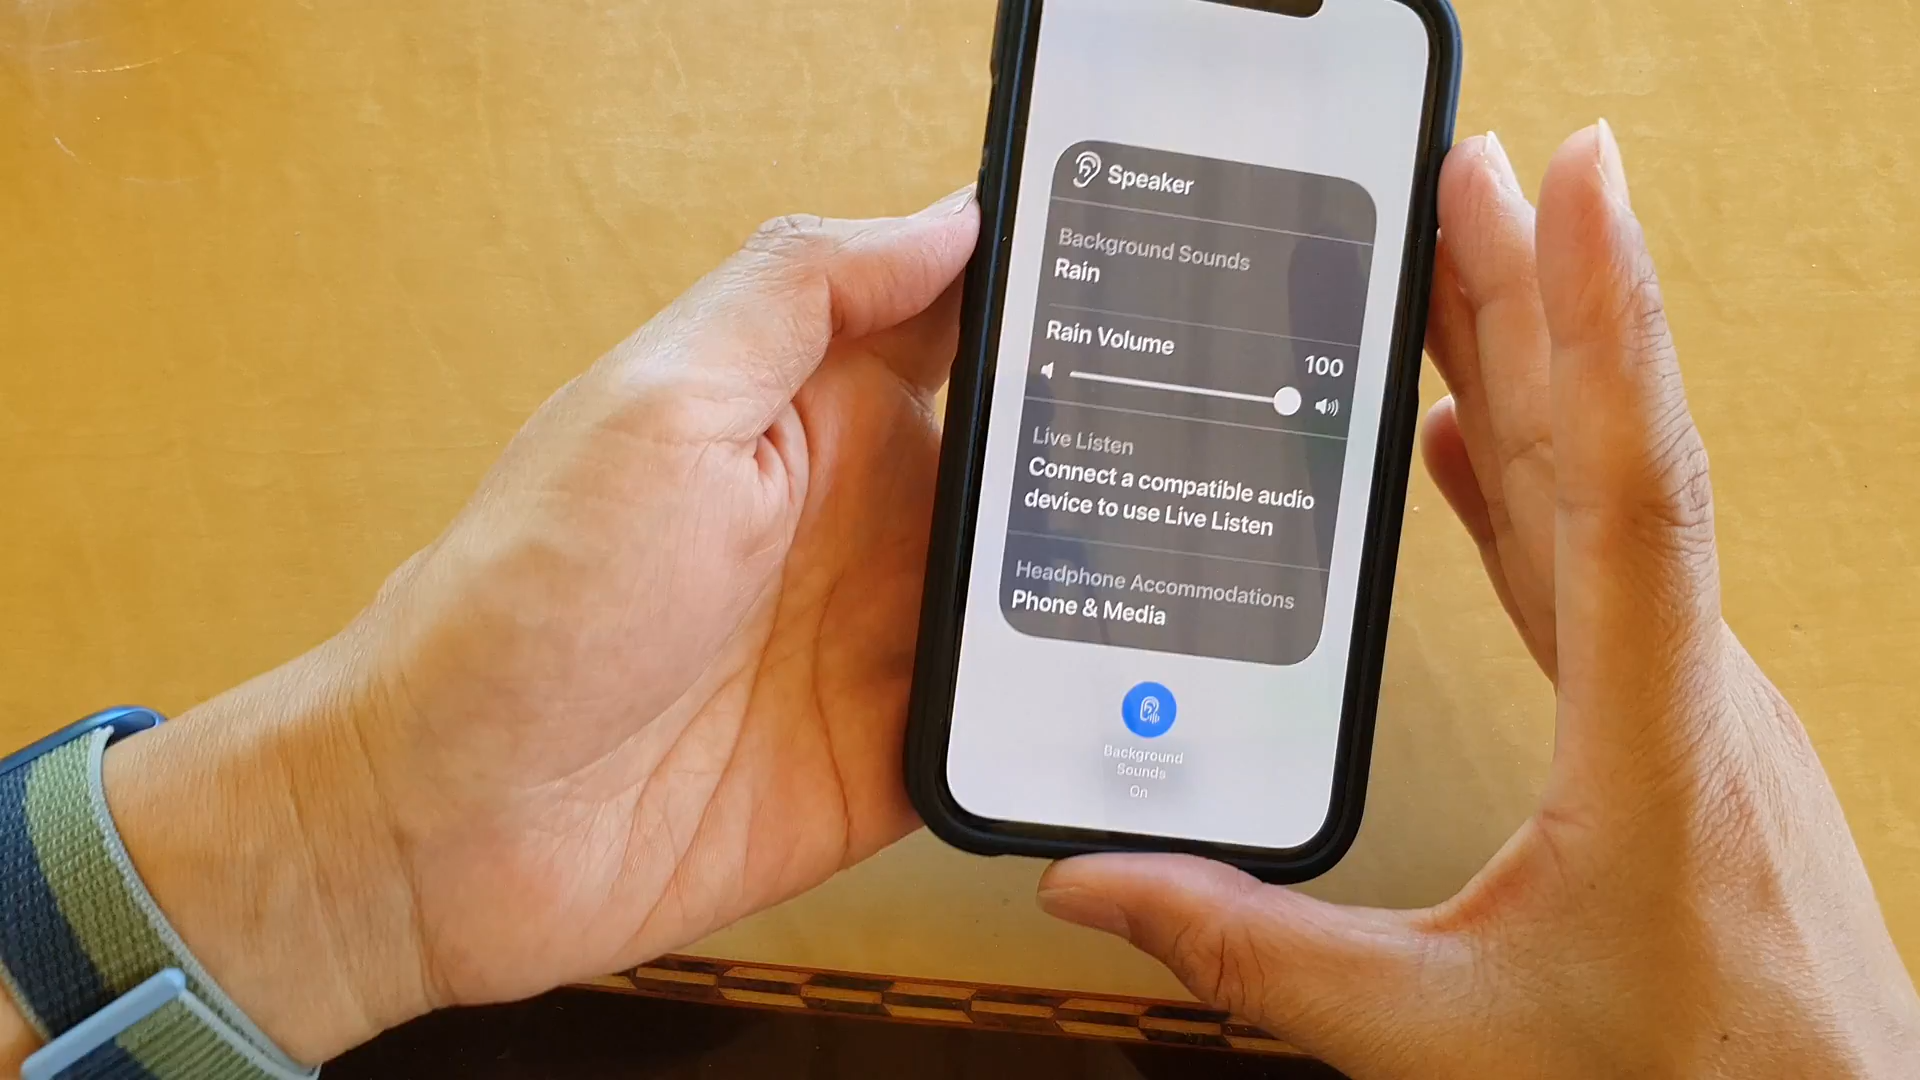 Speaker
Background Sounds
Rain
Rain Volume
100
Live Listen
Connect a compatible audio
device to use Live Listen
Headphone Accommodations
Phone & Media
Background
Sounds
On